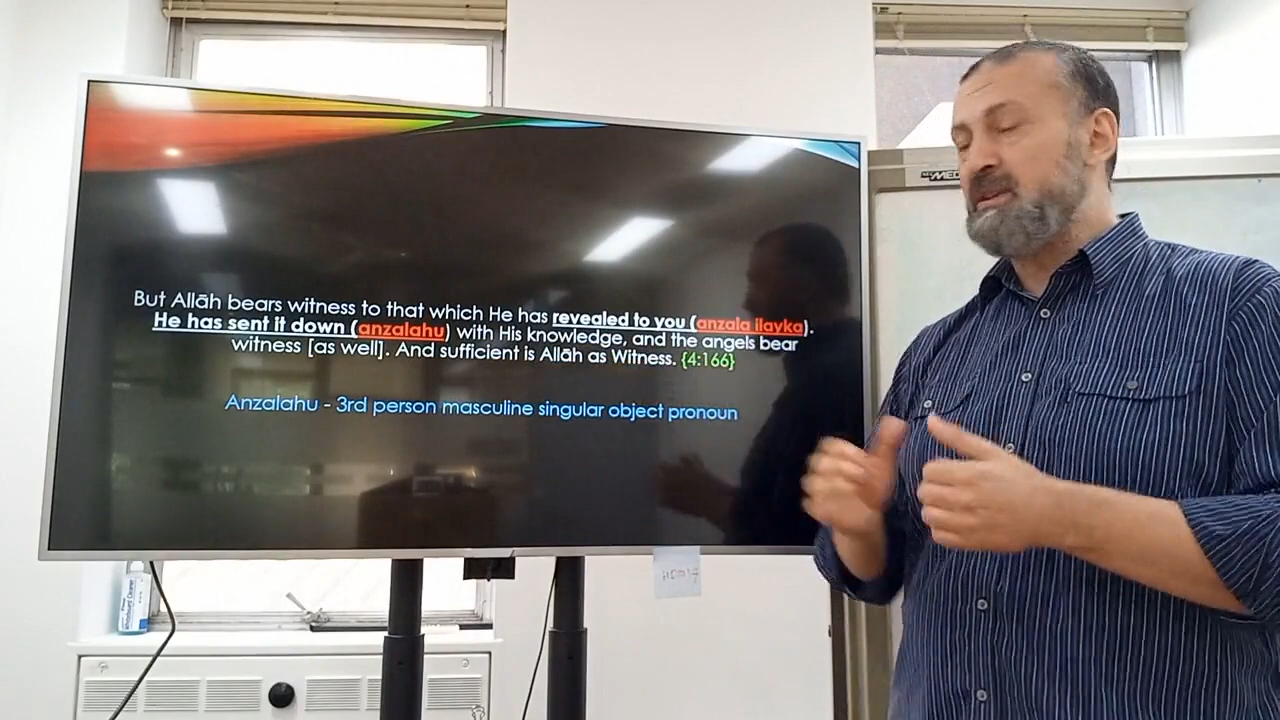 But Allāh bears witness to that which He has revealed to you (anzala ilayka).
He has sent it down (anzalahu) with His knowledge, and the angels bear
witness [as well]. And sufficient is Allāh as Witness. {4:166}
Anzalahu - 3rd person masculine singular object pronoun